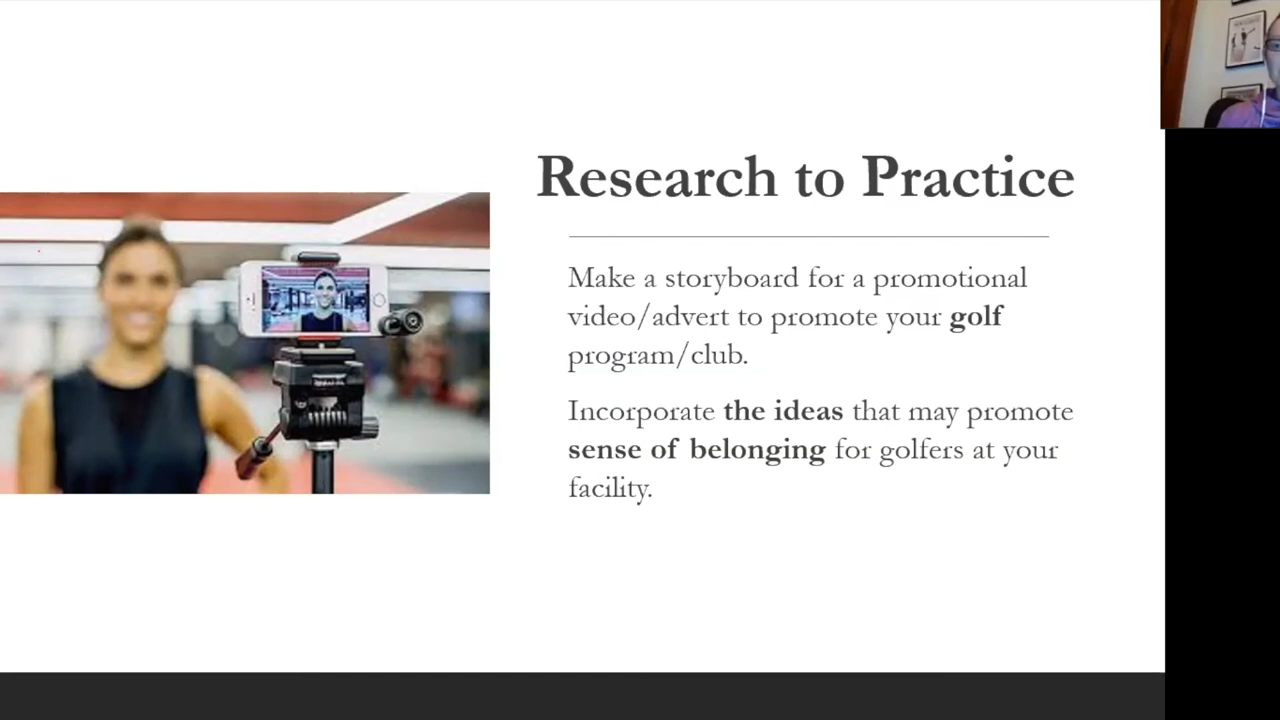 Research to Practice
Make a storyboard for a promotional
video/advert to promote your golf
program/club.
Incorporate the ideas that may promote
sense of belonging for golfers at your
facility.